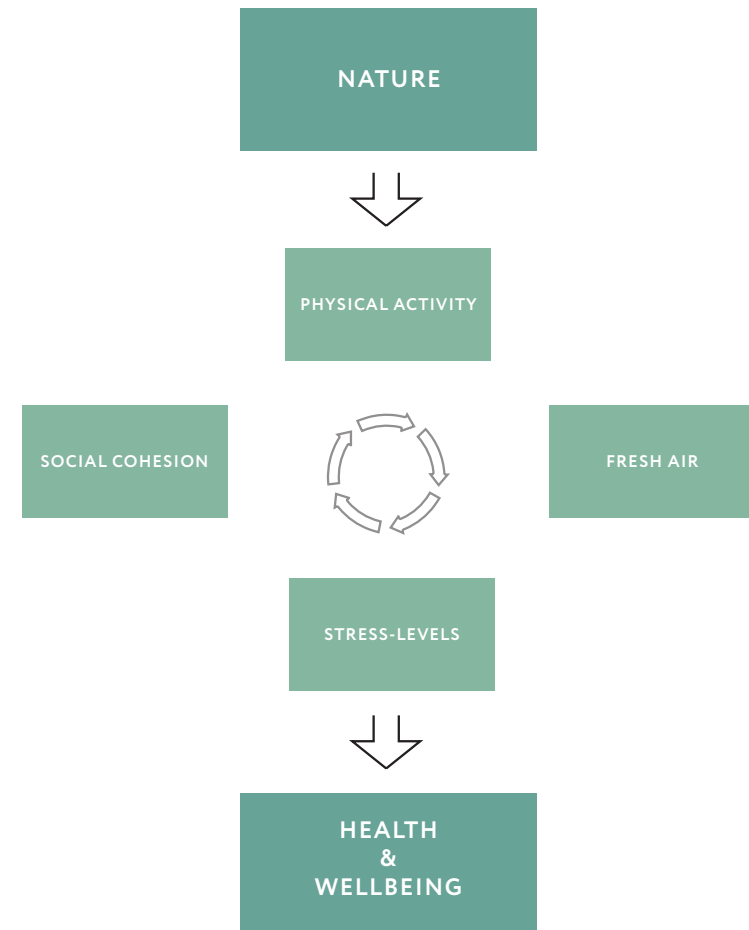 NATURE
PHYSICAL ACTIVITY
SOCIAL COHESION
FRESH AIR
STRESS-LEVELS
HEALTH
&
WELLBEING